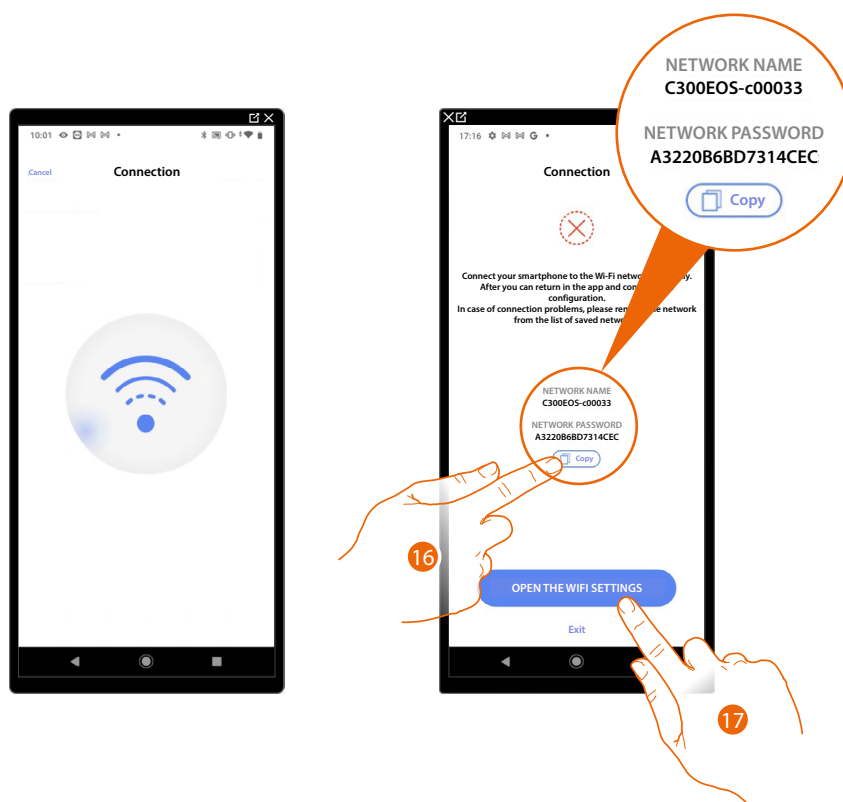 10:01
Cancel
Connection
17:16 G
Connection
Connect your smartphone to the Wi-Fi
After you can return in the app and
configuration.
In case of connection problems, please network
from the list of saved
NETWORK NAME
C300EOS-c00033
NETWORK PASSWORD
A3220B6BD7314CEC
Copy
OPEN THE WIFI SETTINGS
Exit
NETWORK NAME
C300EOS-c00033
NETWORK PASSWORD
A3220B6BD7314CEC
Copy
16
17